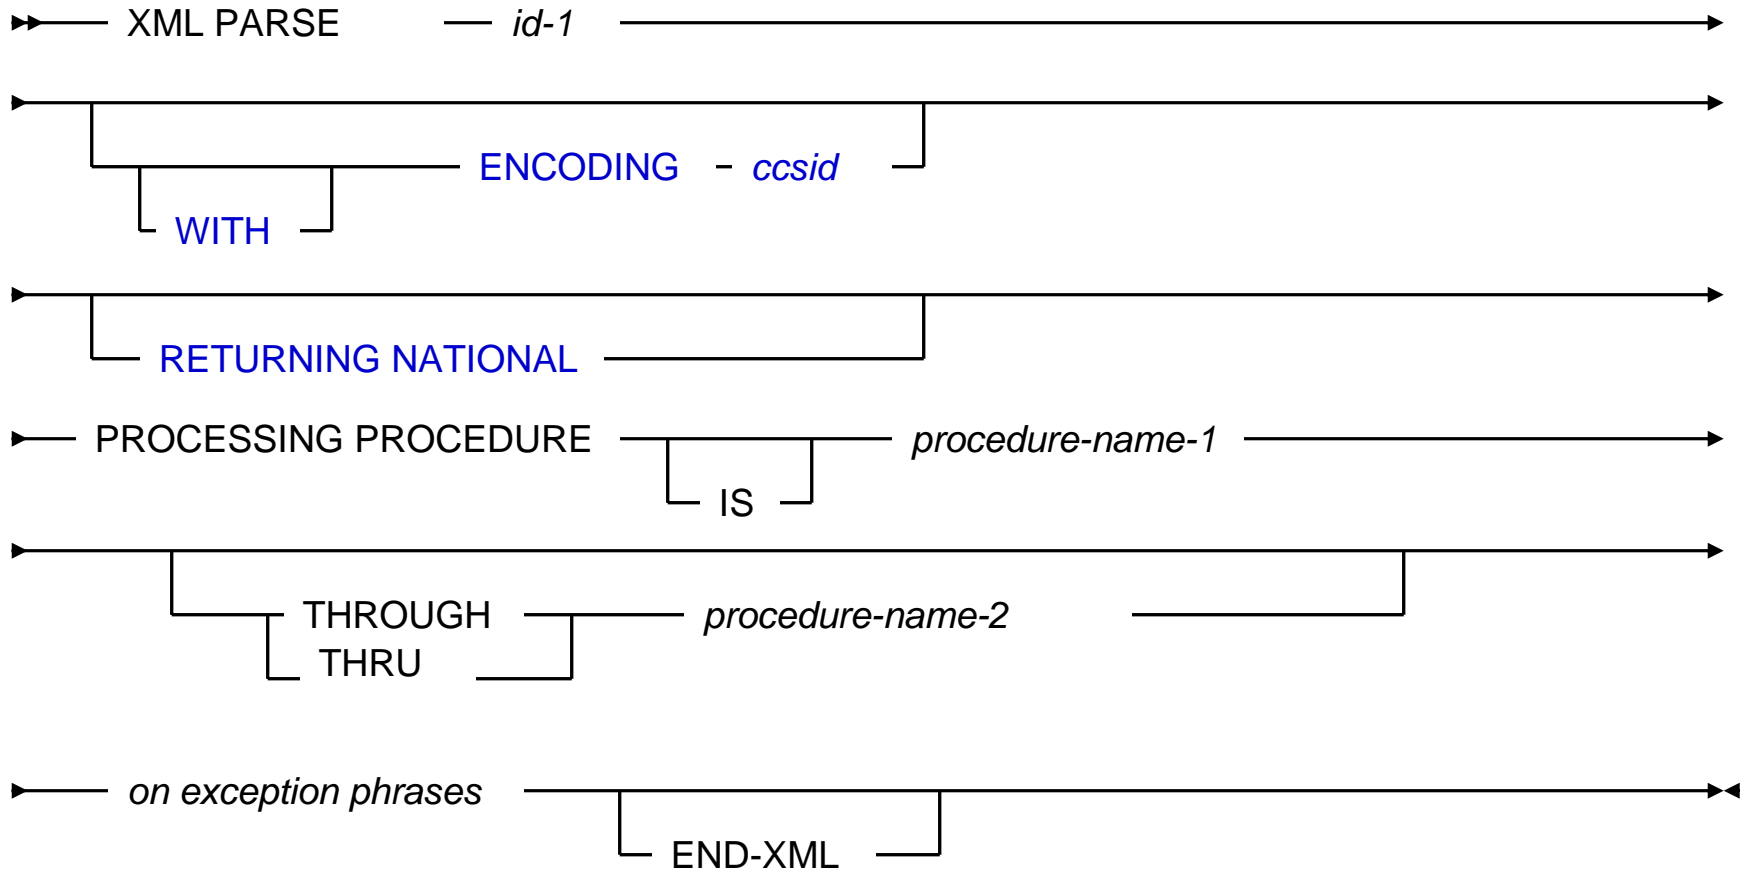 XML PARSE id-1
ENCODING ccsid
WITH
RETURNING NATIONAL
PROCESSING PROCEDURE procedure-name-1
IS
THROUGH procedure-name-2
THRU
on exception phrases
END-XML